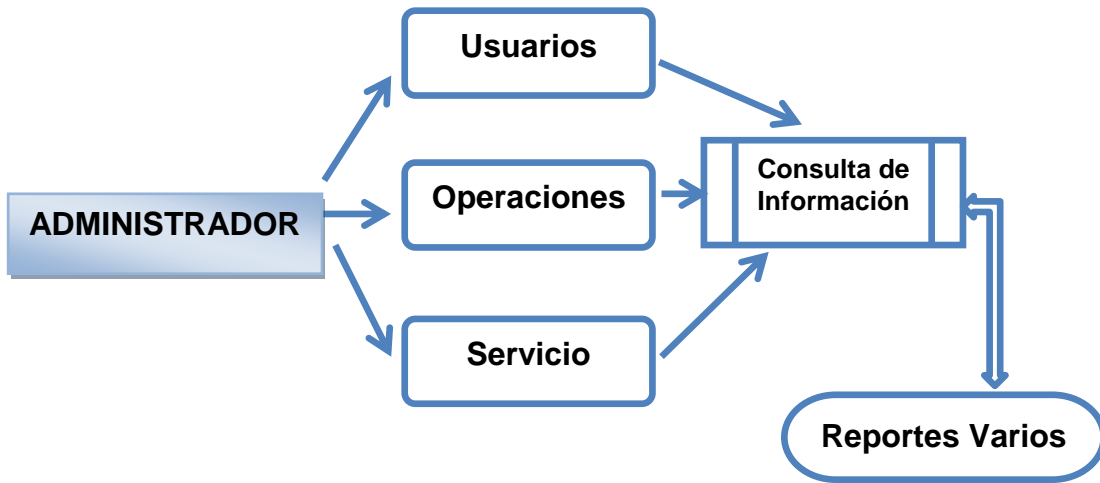 Usuarios
ADMINISTRADOR
Operaciones
Consulta de
Información
Servicio
Reportes Varios